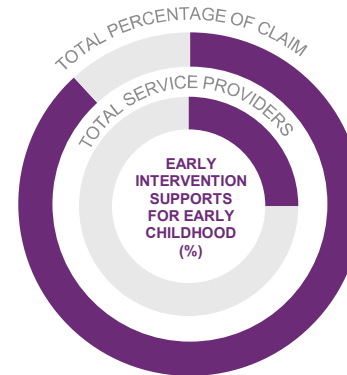 TOTAL PERCENTAGE OF CLAIM
TOTAL SERVICE PROVIDERS
EARLY
INTERVENTION
SUPPORTS
FOR EARLY
CHILDHOOD
(%)